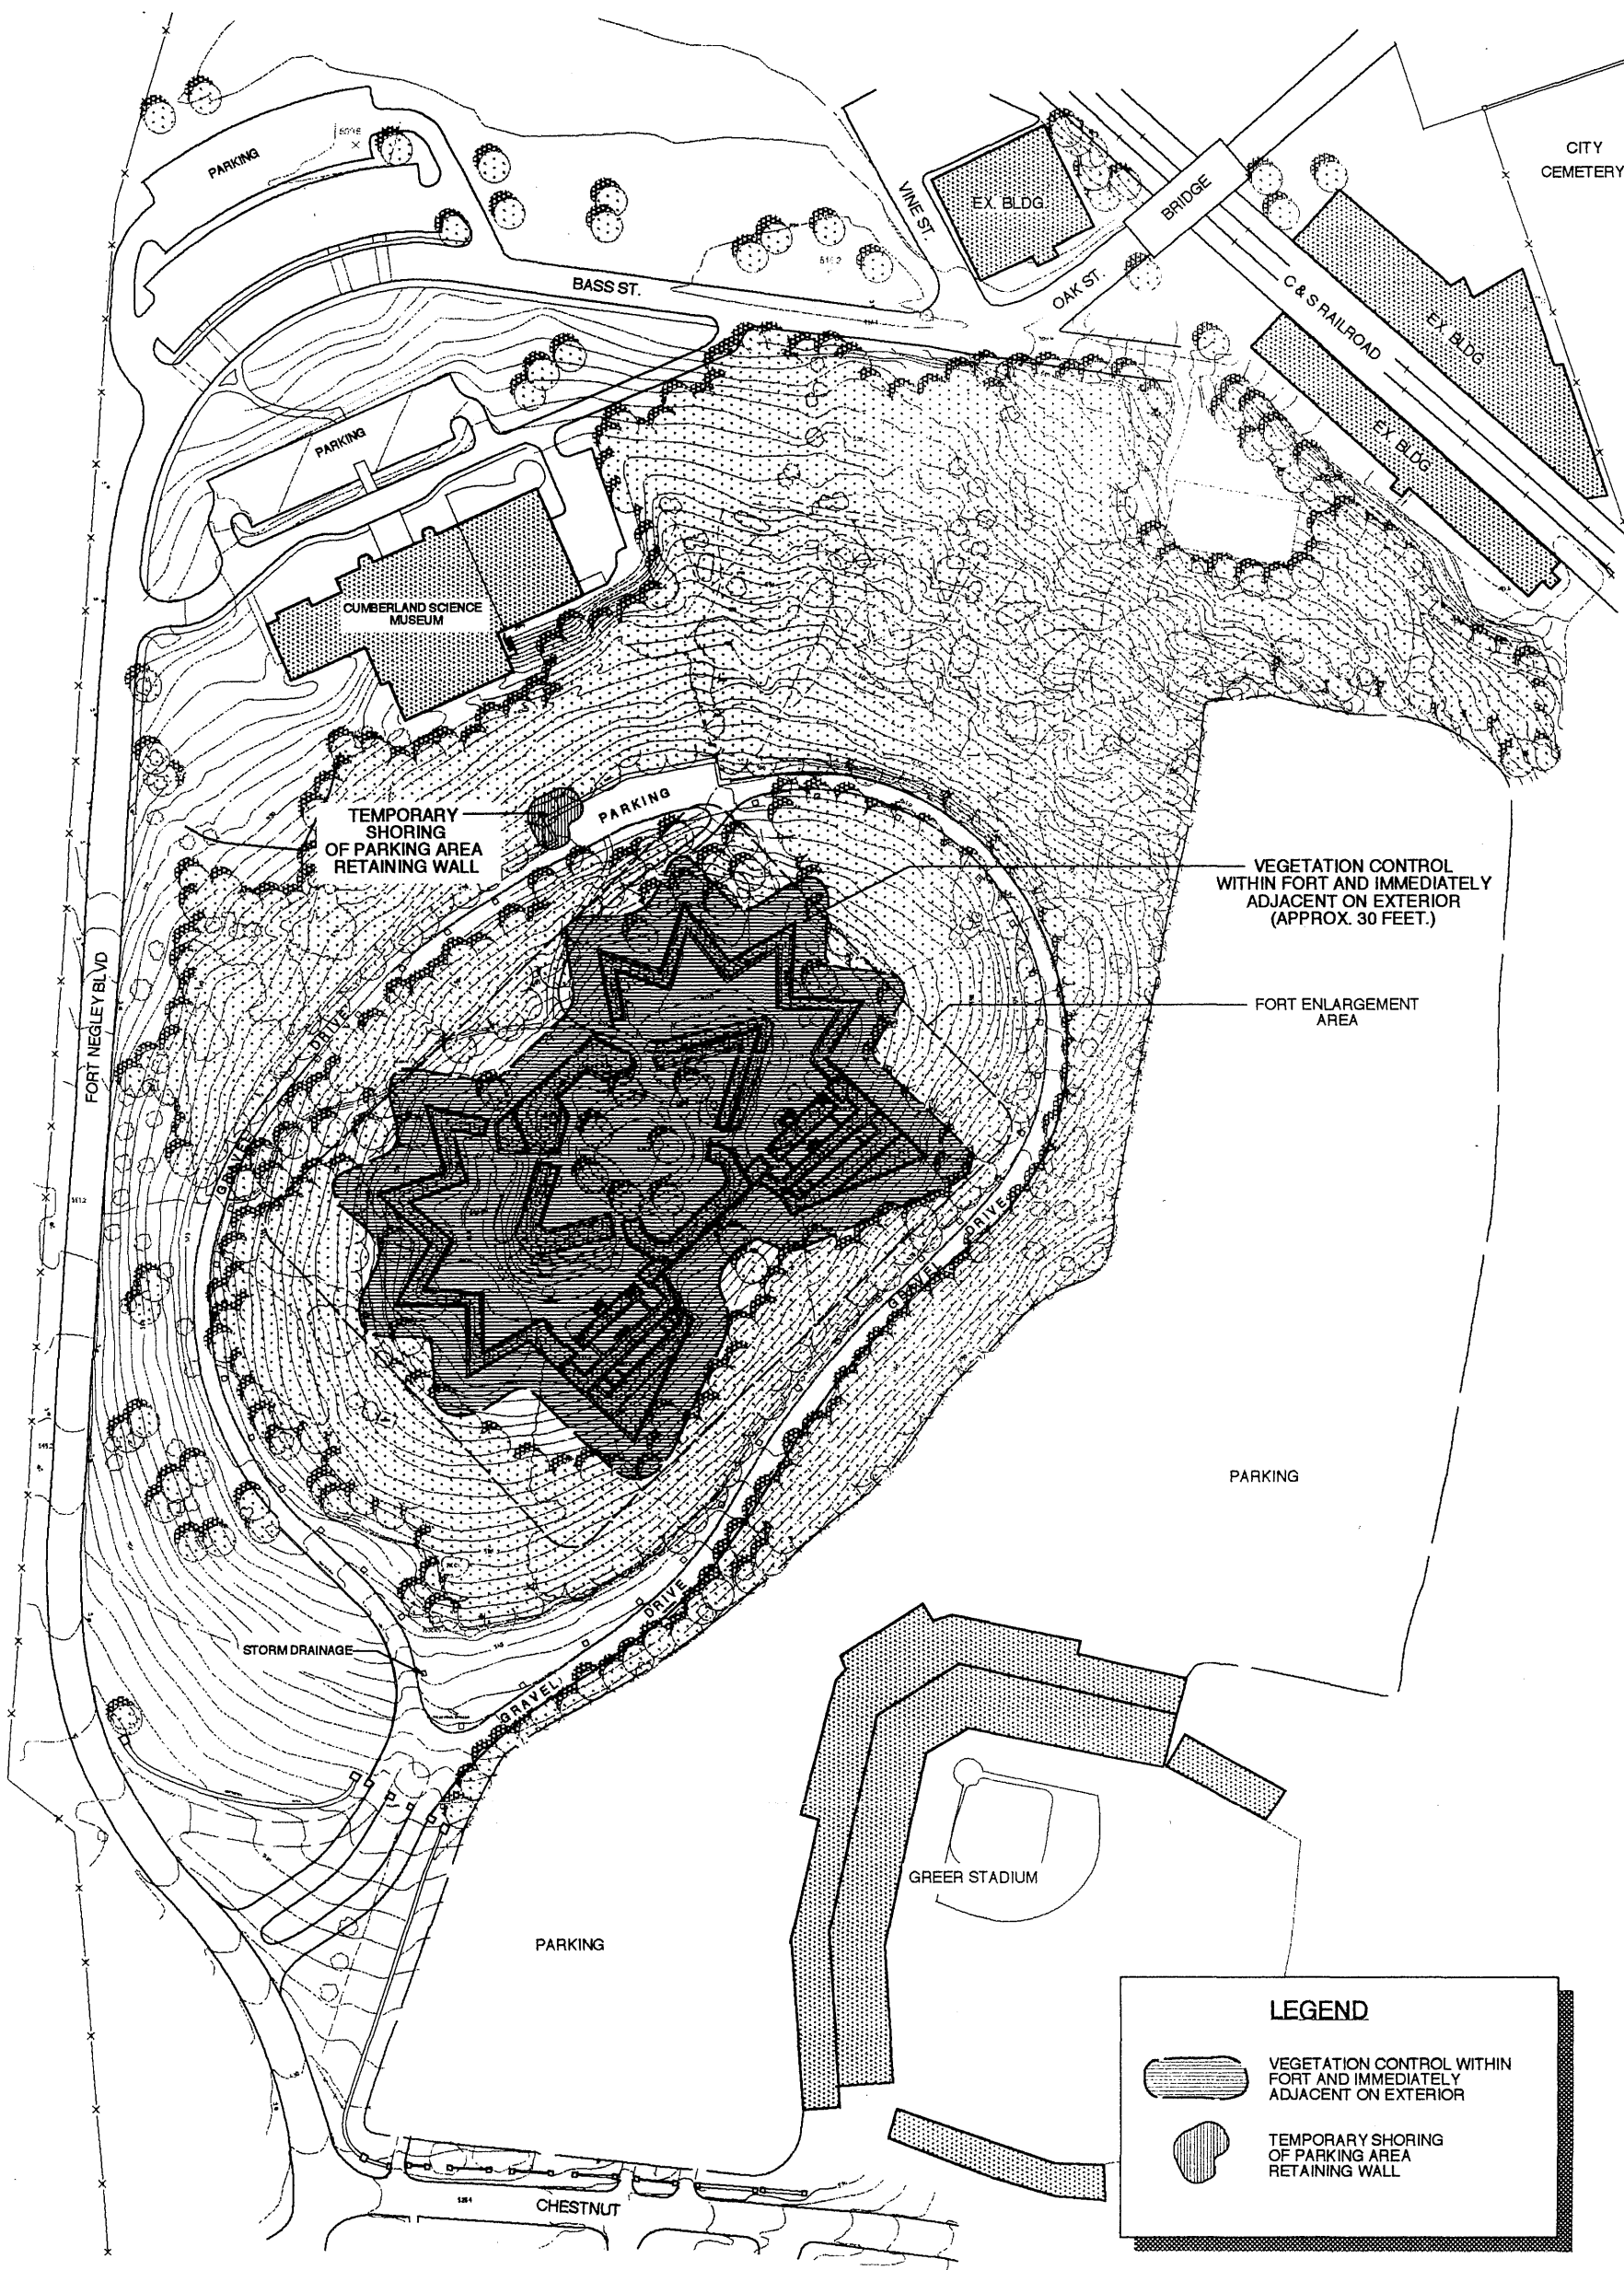 CITY
CEMETERY
PARKING
VINE ST.
EX. BLDG.
BRIDGE
BASS ST.
OAK ST.
C & S RAILROAD
EX. BLDG.
EX. BLDG.
PARKING
CUMBERLAND SCIENCE
MUSEUM
TEMPORARY
SHORING
OF PARKING AREA
RETAINING WALL
PARKING
VEGETATION CONTROL
WITHIN FORT AND IMMEDIATELY
ADJACENT ON EXTERIOR
(APPROX. 30 FEET.)
FORT NEGLEY BLVD
FORT ENLARGEMENT
AREA
GRAVEL DRIVE
GRAVEL DRIVE
PARKING
STORM DRAINAGE
GRAVEL DRIVE
GREER STADIUM
PARKING
CHESTNUT
LEGEND
VEGETATION CONTROL WITHIN
FORT AND IMMEDIATELY
ADJACENT ON EXTERIOR
TEMPORARY SHORING
OF PARKING AREA
RETAINING WALL